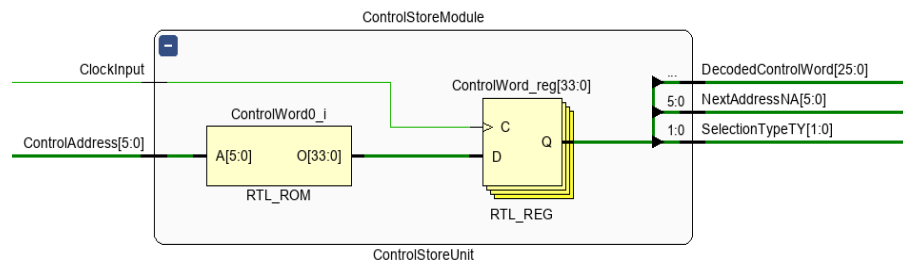 ControlStoreModule
ClockInput
ControlAddress[5:0]
ControlWord0_i
A[5:0] O[33:0]
RTL_ROM
ControlWord_reg[33:0]
C
D
Q
RTL_REG
... DecodedControlWord[25:0]
5:0 NextAddressNA[5:0]
1:0 SelectionTypeTY[1:0]
ControlStoreUnit